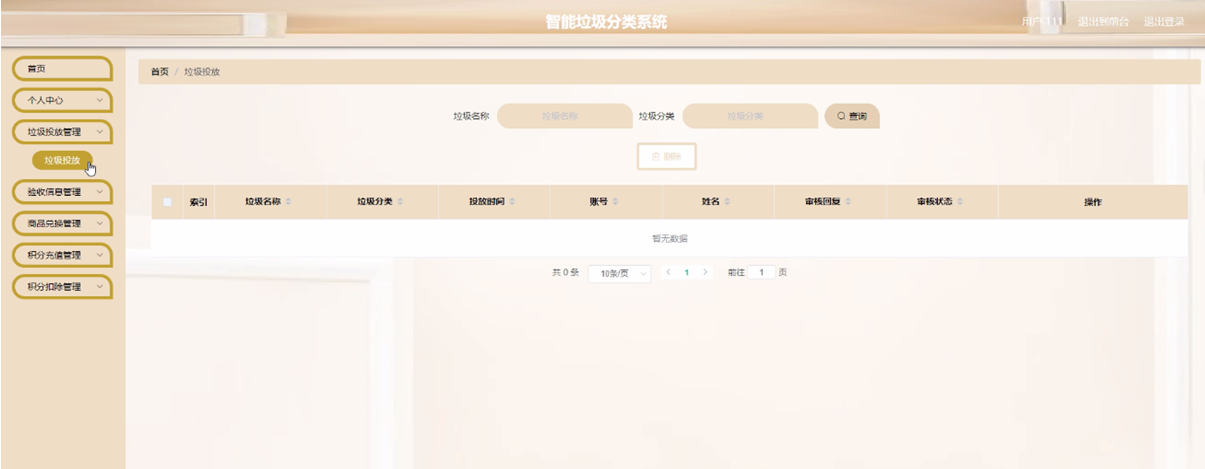 智能垃圾分类系统
用户 111 退出到前台 退出登录
首页
个人中心
垃圾投放管理
垃圾投放
验收信息管理
商品兑换管理
积分充值管理
积分扣除管理
首页 / 垃圾投放
垃圾名称 垃圾名称 垃圾分类 垃圾分类 查询
删除
索引 垃圾名称 垃圾分类 投放时间 账号 姓名 审核回复 审核状态 操作
暂无数据
共 0 条 10条/页 1 前往 1 页